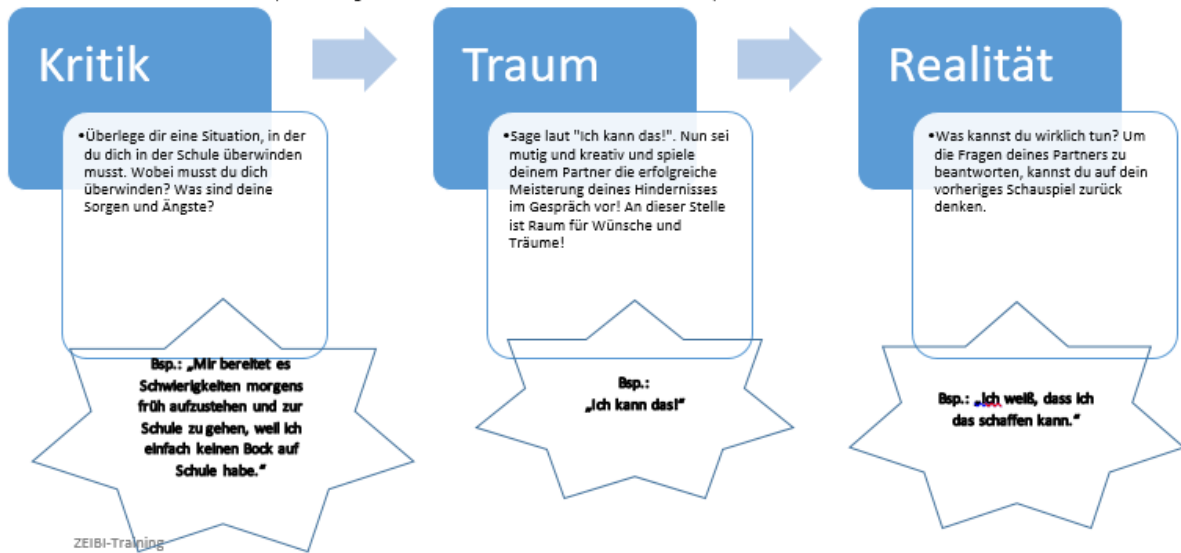 Kritik
•Überlege dir eine Situation, in der
du dich in der Schule überwinden
musst. Wobei musst du dich
überwinden? Was sind deine
Sorgen und Ängste?
Bsp.: „Mir bereitet es
Schwierigkeiten morgens
früh aufzustehen und zur
Schule zu gehen, weil ich
einfach keinen Bock auf
Schule habe.“
Traum
•Sage laut "Ich kann das!". Nun sei
mutig und kreativ und spiele
deinem Partner die erfolgreiche
Meisterung deines Hindernisses
im Gespräch vor! An dieser Stelle
ist Raum für Wünsche und
Träume!
Bsp.:
„Ich kann das!“
Realität
•Was kannst du wirklich tun? Um
die Fragen deines Partners zu
beantworten, kannst du auf dein
vorheriges Schauspiel zurück
denken.
Bsp.: „Ich weiß, dass ich
das schaffen kann.“
ZEIBI-Training